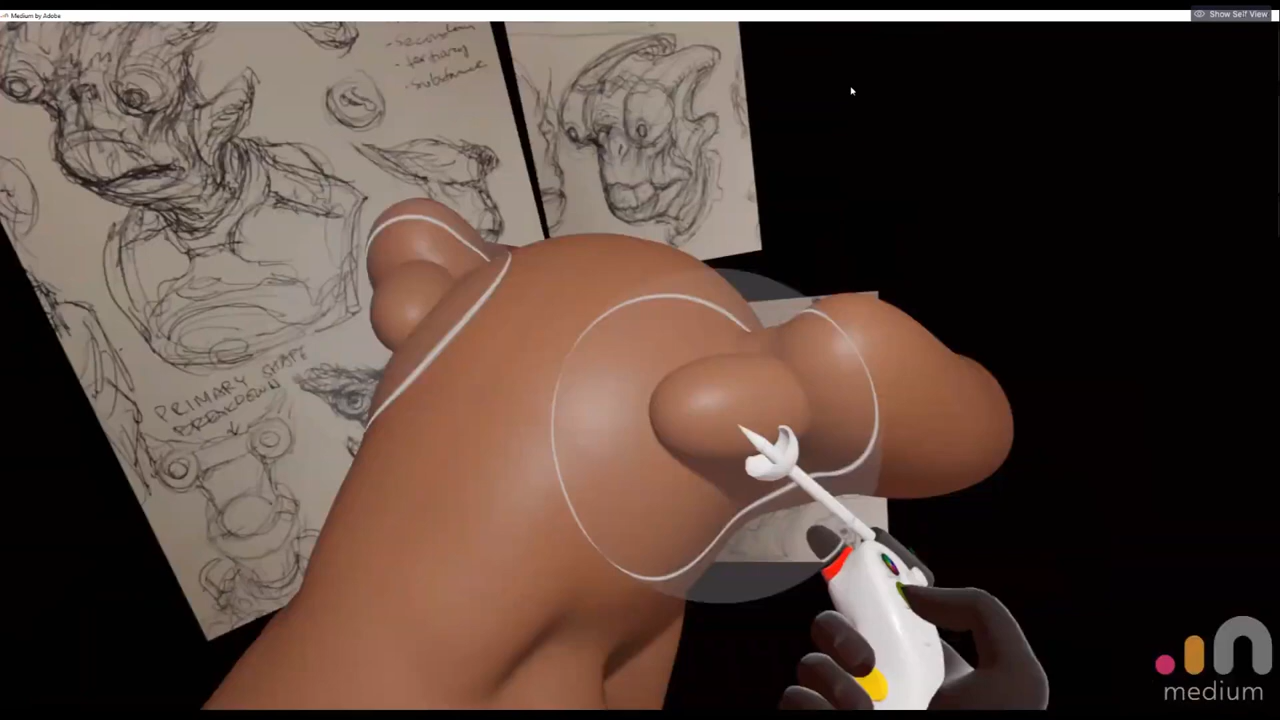 Medium by Adobe
Show Self View
- Secondary
- tertiary
- substance
PRIMARY SHAPE
BREAKDOWN
medium